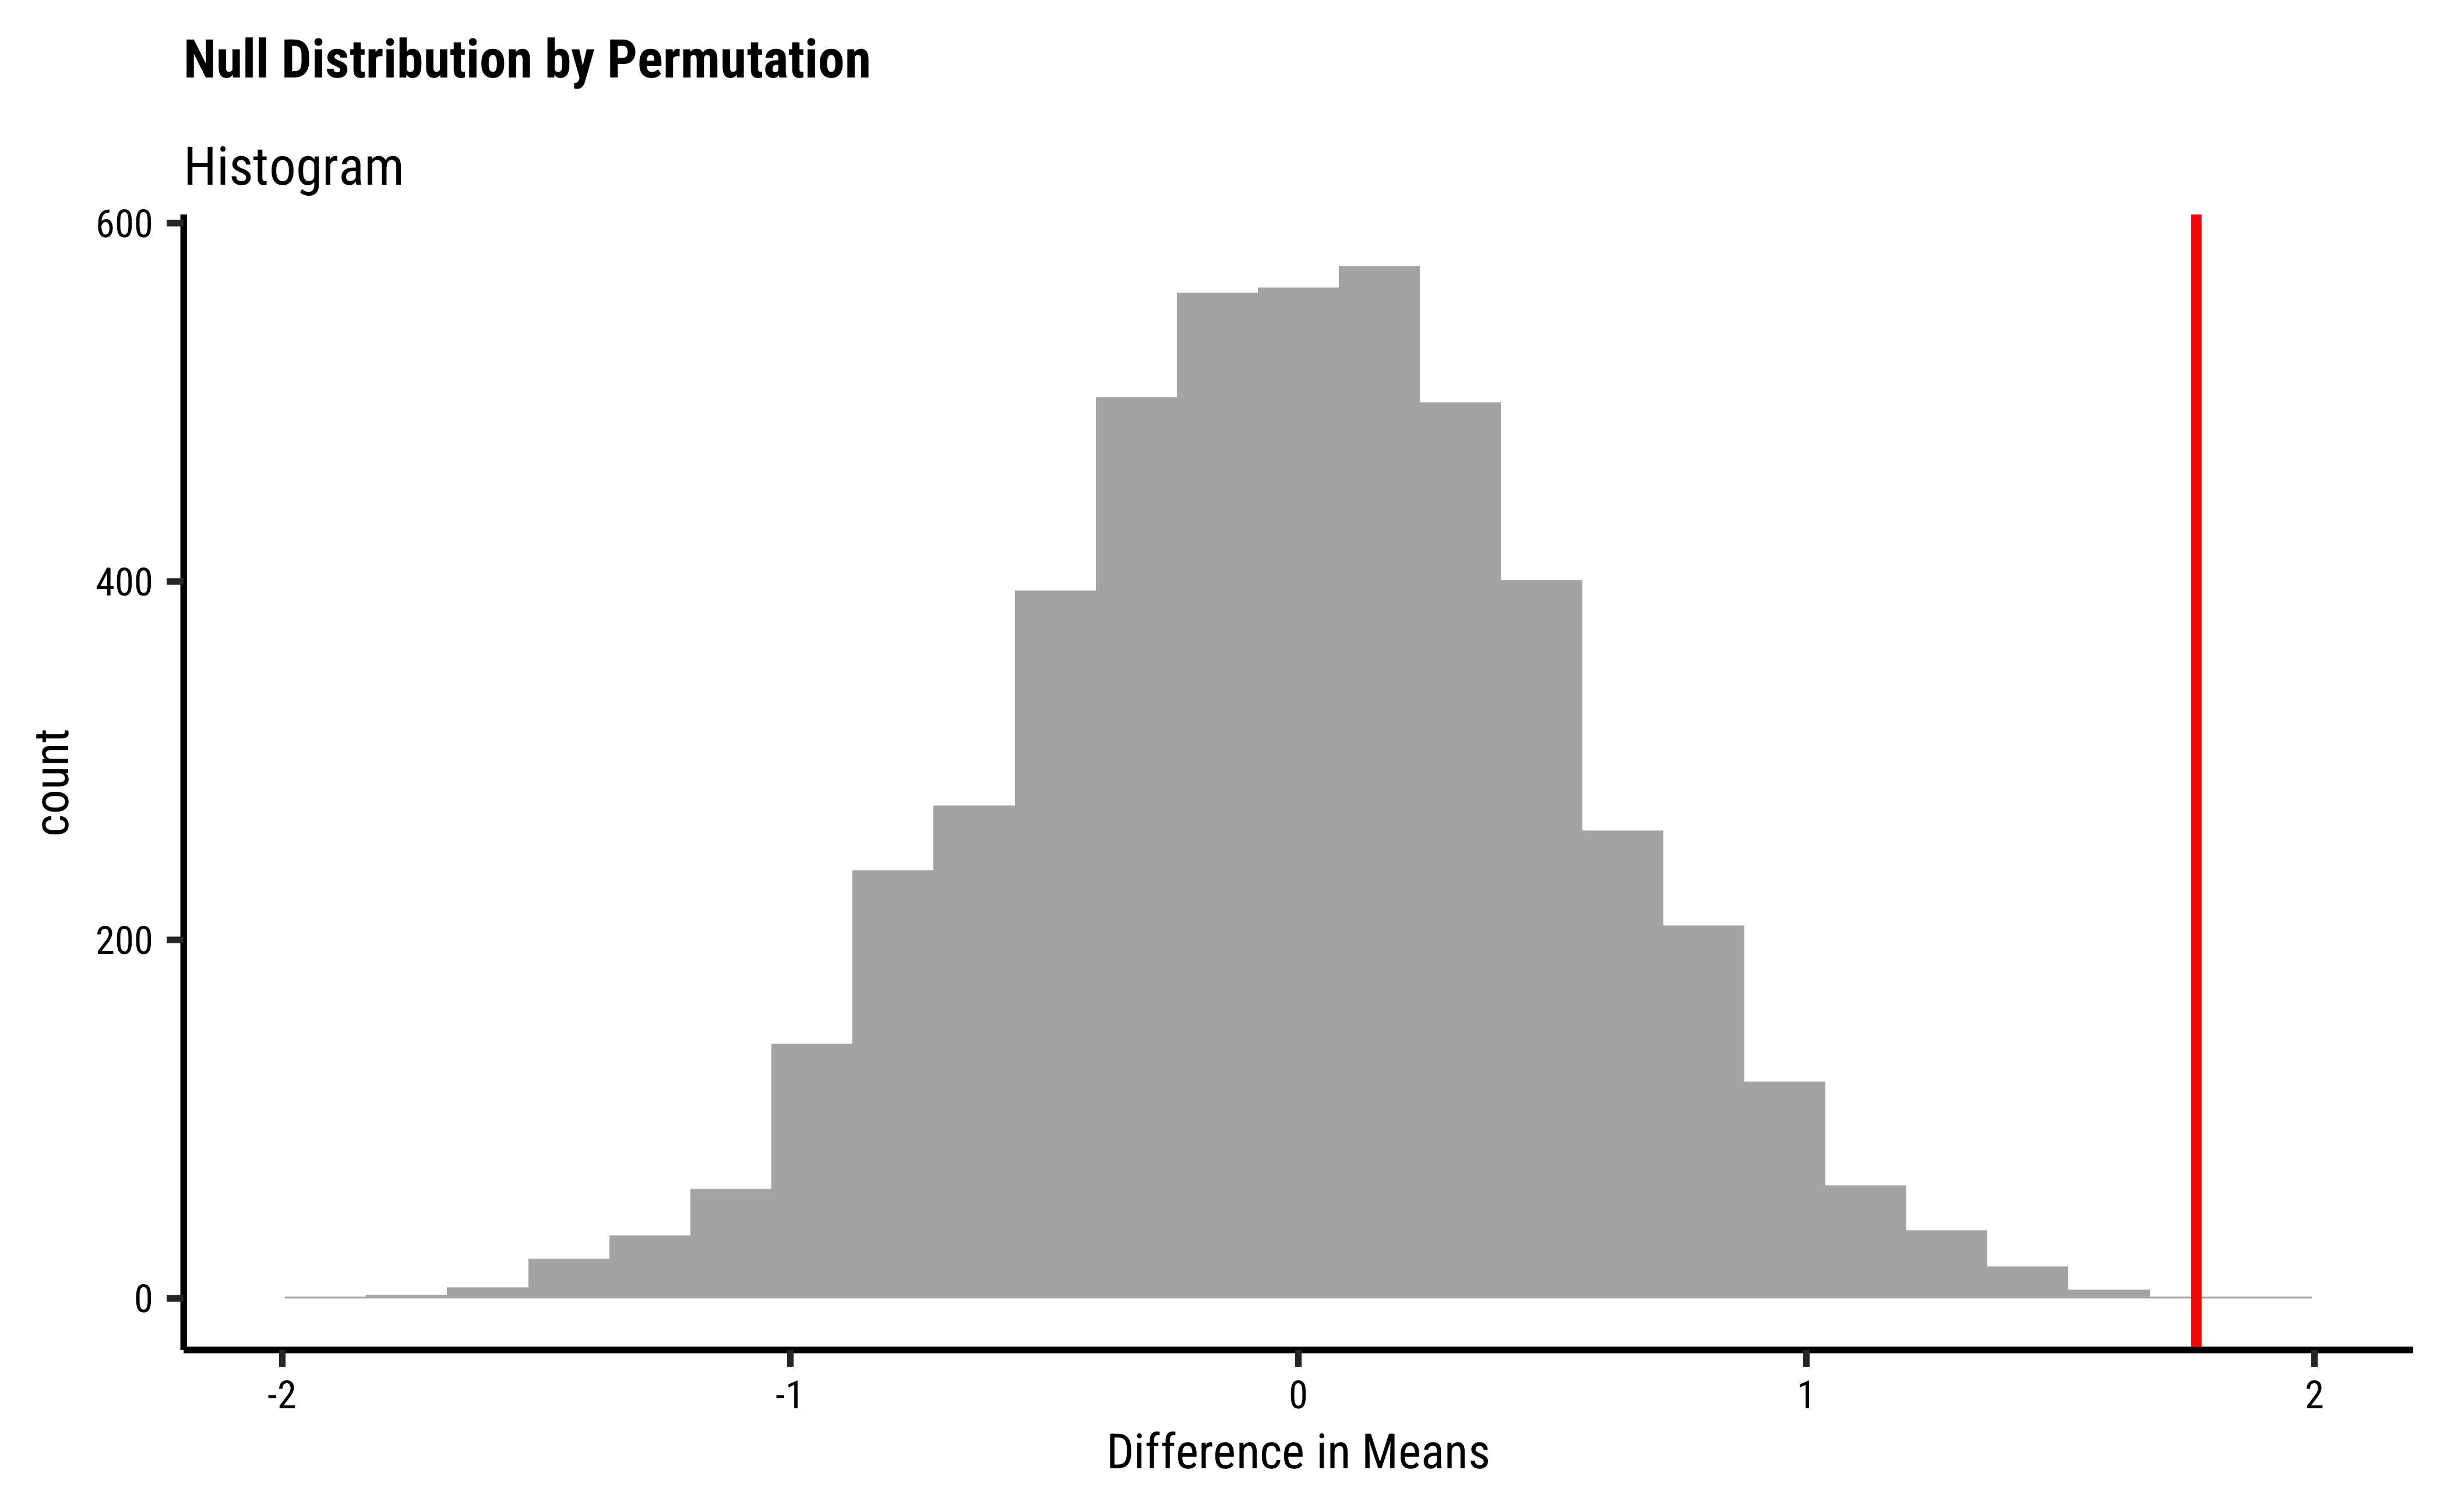 Null Distribution by Permutation
Histogram
600
400
200
0
count
-2
-1
0
1
2
Difference in Means